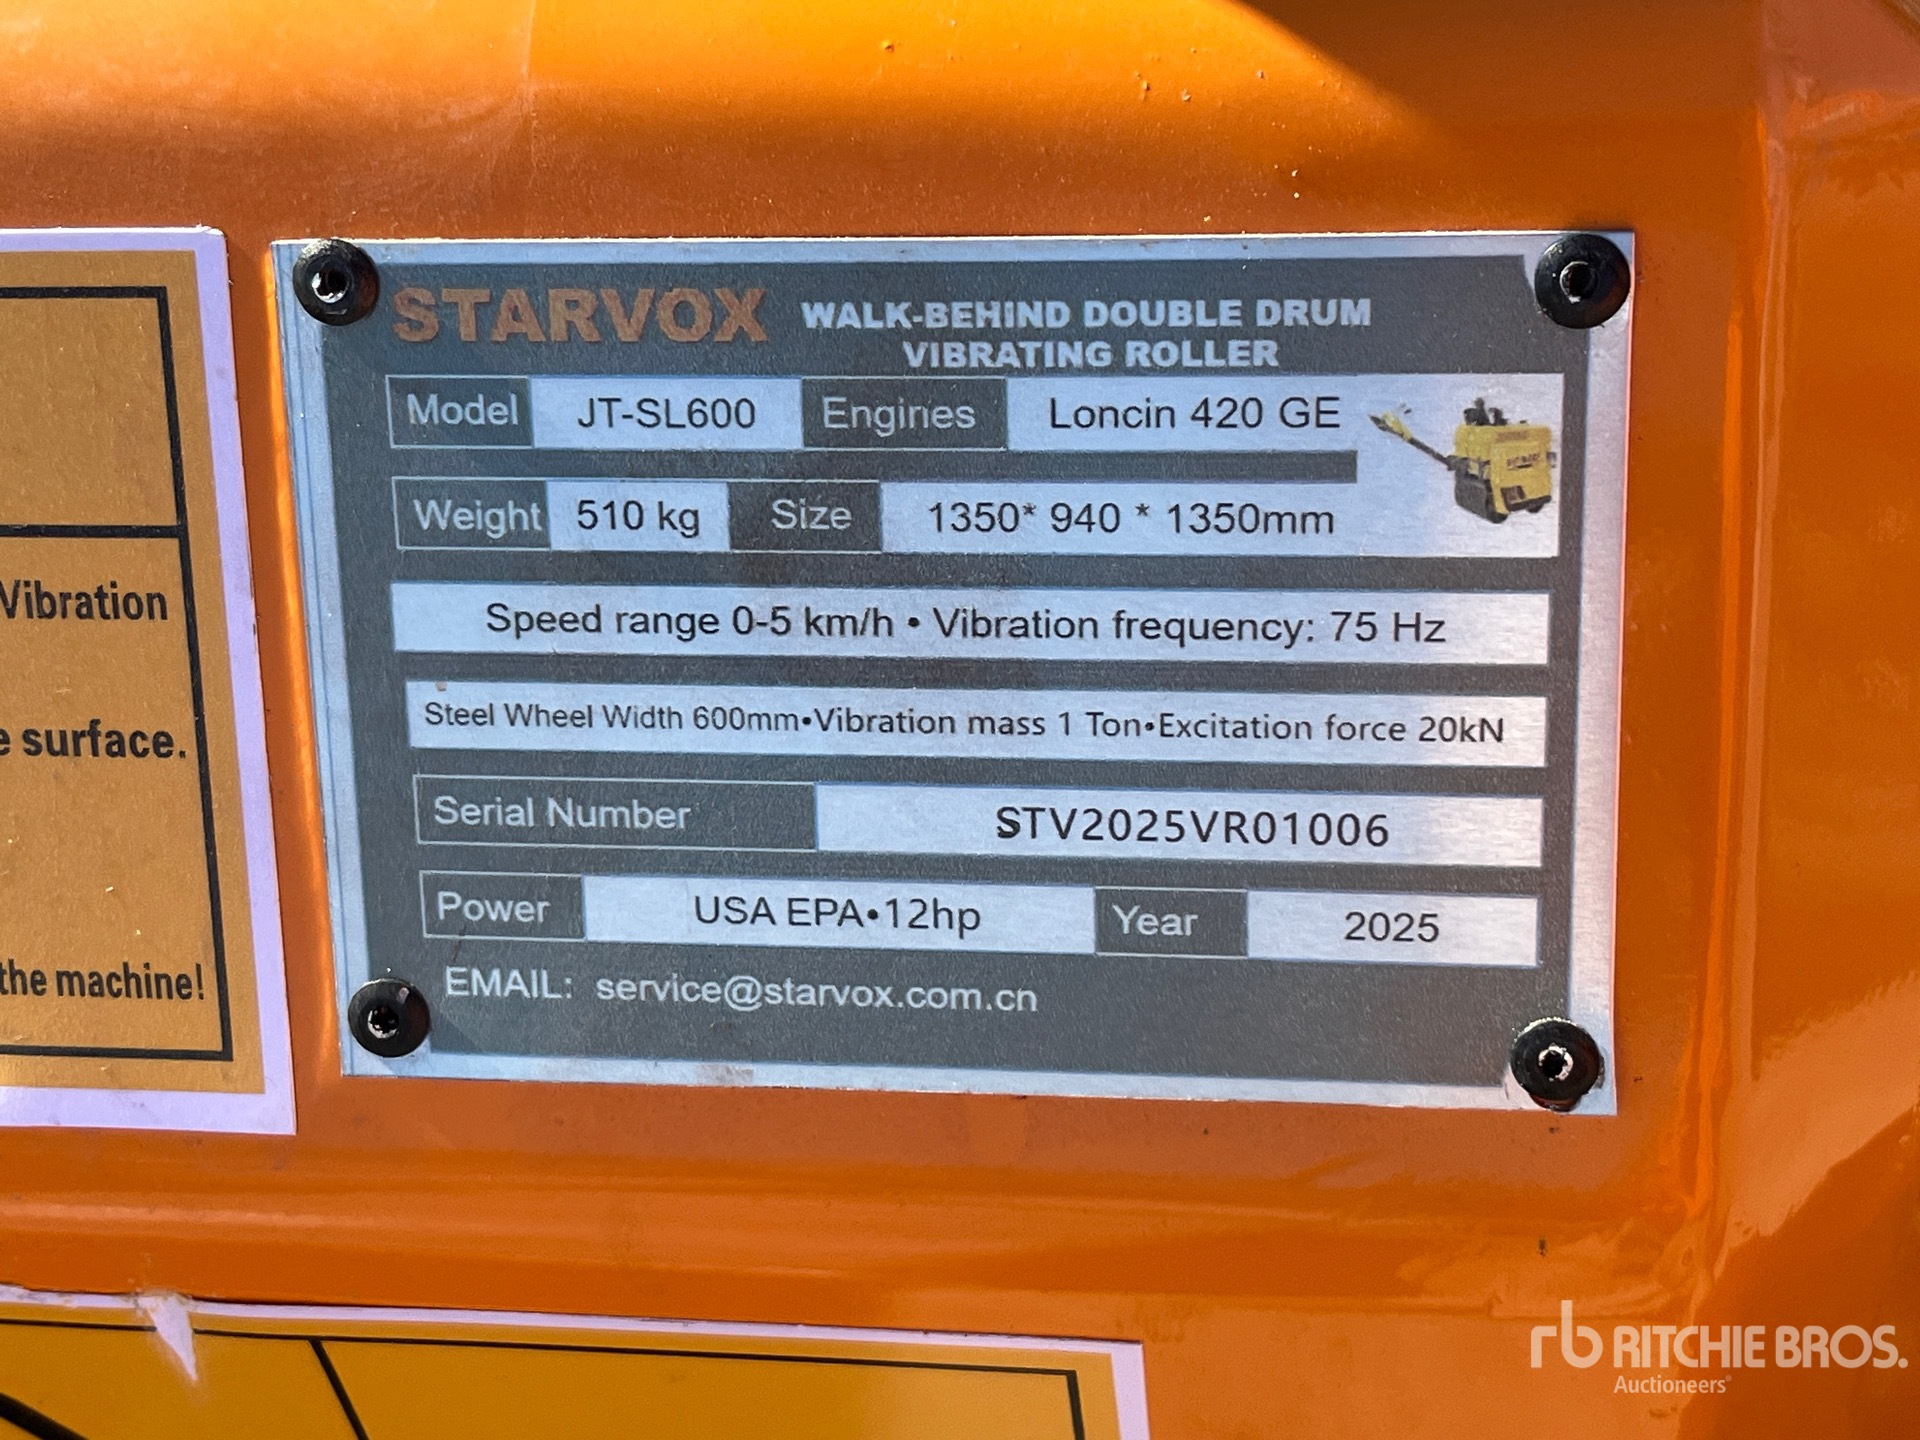 STARVOX WALK-BEHIND DOUBLE DRUM
VIBRATING ROLLER
Model JT-SL600 Engines Loncin 420 GE
Weight 510 kg Size 1350* 940 * 1350mm
Speed range 0-5 km/h • Vibration frequency: 75 Hz
Steel Wheel Width 600mm•Vibration mass 1 Ton•Excitation force 20kN
Serial Number STV2025VR01006
Power USA EPA•12hp Year 2025
EMAIL: service@starvox.com.cn
Vibration
surface.
the machine!
rb RITCHIE BROS.
Auctioneers